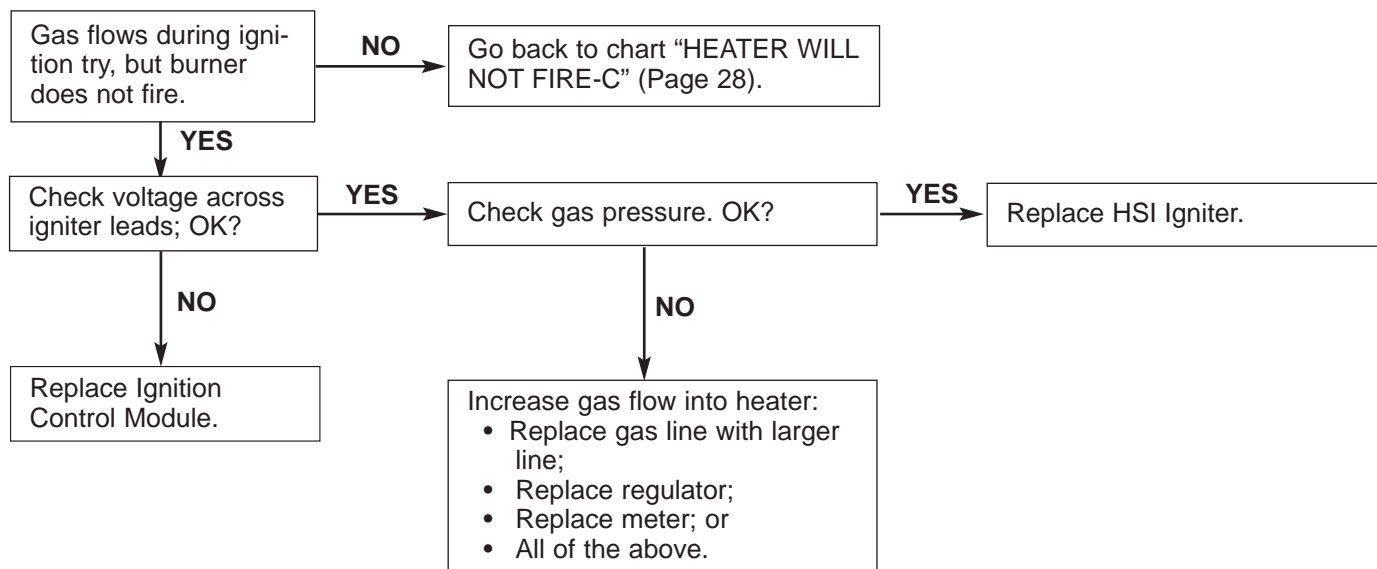 Gas flows during igni-
tion try, but burner
does not fire.
NO
Go back to chart “HEATER WILL
NOT FIRE-C” (Page 28).
YES
Check voltage across
igniter leads; OK?
YES
Check gas pressure. OK?
YES
Replace HSI Igniter.
NO
NO
Replace Ignition
Control Module.
Increase gas flow into heater:
• Replace gas line with larger
line;
• Replace regulator;
• Replace meter; or
• All of the above.